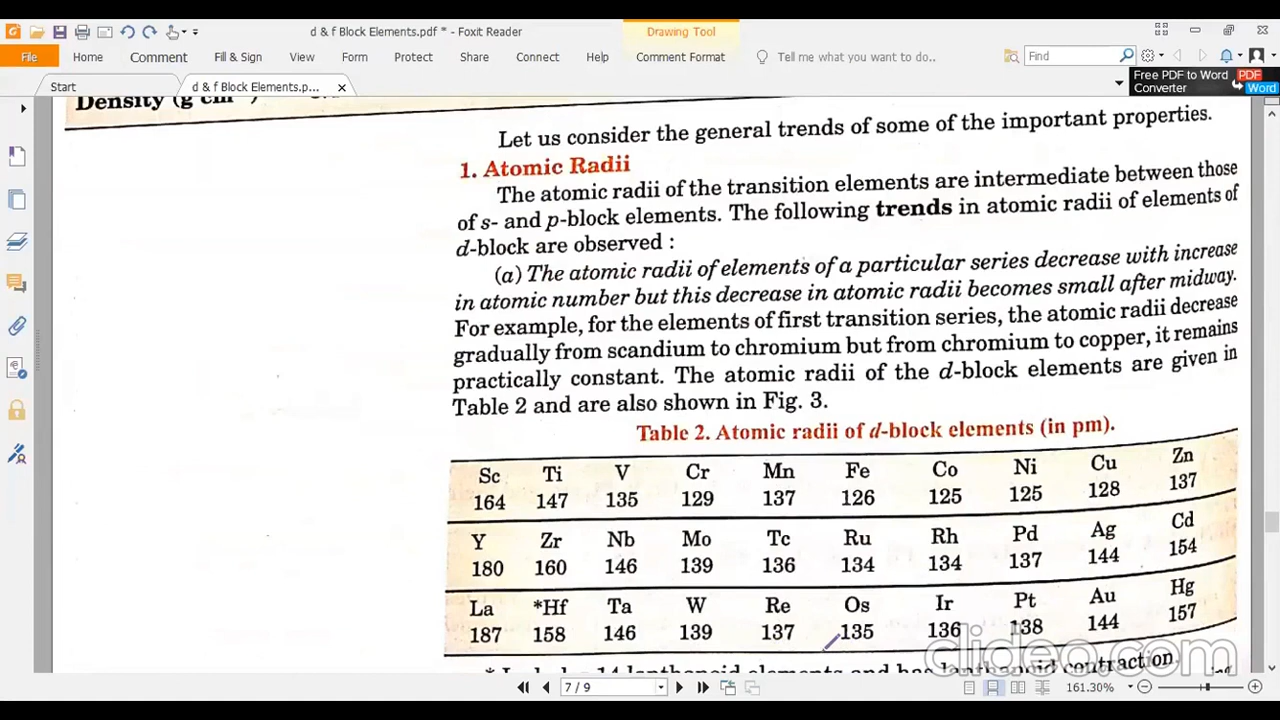 d & f Block Elements.pdf * - Foxit Reader
Drawing Tool
File Home Comment Fill & Sign View Form Protect Share Connect Help Comment Format Tell me what you want to do.. Find
Start d & f Block Elements.p...
Free PDF to Word Converter PDF Word
Density (g cm
Let us consider the general trends of some of the important properties.
1. Atomic Radii
The atomic radii of the transition elements are intermediate between those
of s- and p-block elements. The following trends in atomic radii of elements of
d-block are observed :
(a) The atomic radii of elements of a particular series decrease with increase
in atomic number but this decrease in atomic radii becomes small after midway.
For example, for the elements of first transition series, the atomic radii decrease
gradually from scandium to chromium but from chromium to copper, it remains
practically constant. The atomic radii of the d-block elements are given in
Table 2 and are also shown in Fig. 3.
Table 2. Atomic radii of d-block elements (in pm).
Sc Ti V Cr Mn Fe Co Ni Cu Zn
164 147 135 129 137 126 125 125 128 137
Y Zr Nb Mo Tc Ru Rh Pd Ag Cd
180 160 146 139 136 134 134 137 144 154
La *Hf Ta W Re Os Ir Pt Au Hg
187 158 146 139 137 135 136 138 144 157
14 lanthanoid elements and has lanthanoid contraction.
clideo.com
7 / 9
161.30%